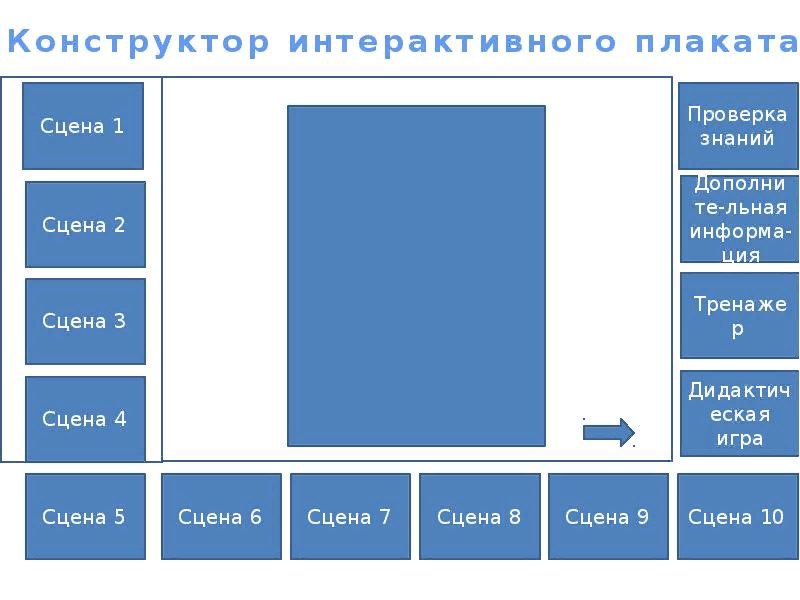 Конструктор интерактивного плаката
Сцена 1
Сцена 2
Сцена 3
Сцена 4
Сцена 5
Сцена 6
Сцена 7
Сцена 8
Сцена 9
Сцена 10
Проверка
знаний
Дополни
те-льная
информа-
ция
Тренаже
р
Дидактич
еская
игра